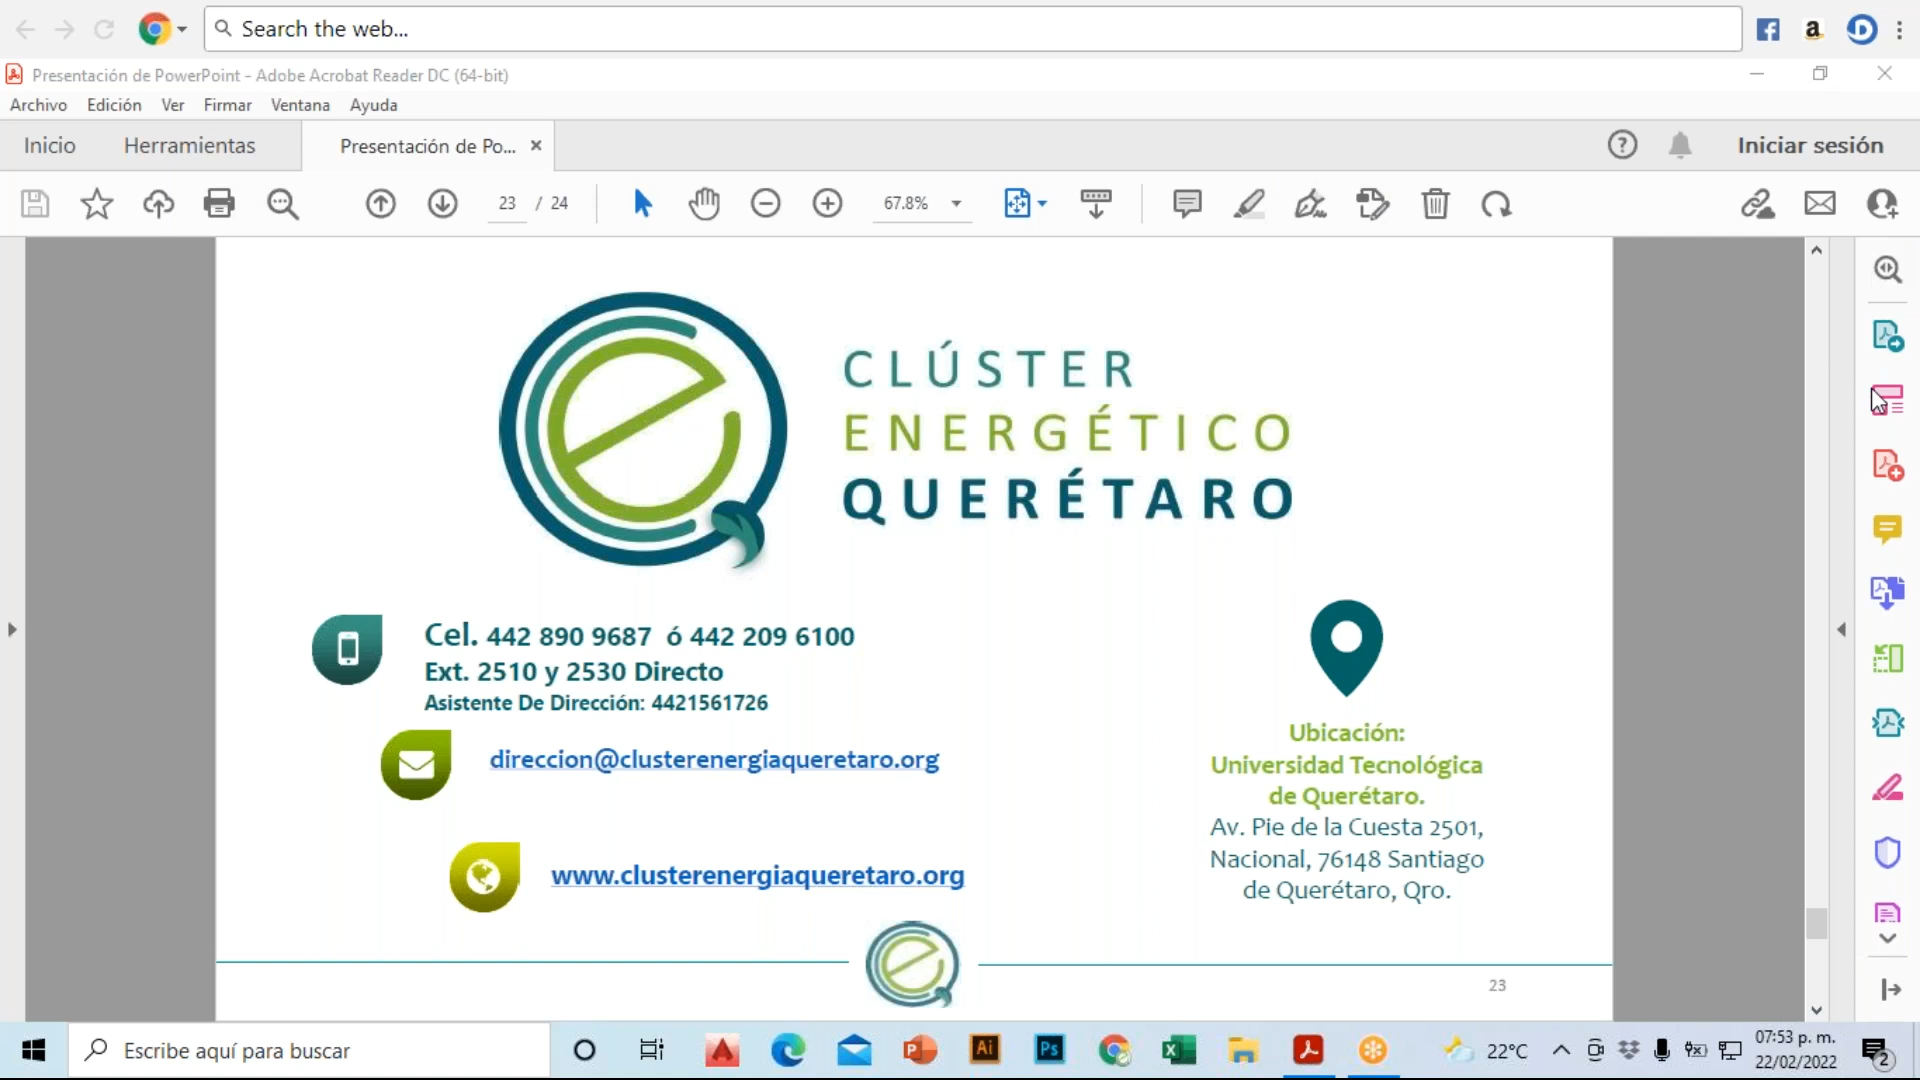 Search the web...
Presentación de PowerPoint - Adobe Acrobat Reader DC (64-bit)
Archivo Edición Ver Firmar Ventana Ayuda
Inicio Herramientas Presentación de Po... Iniciar sesión
23 / 24 67.8%
CLÚSTER
ENERGÉTICO
QUERÉTARO
Cel. 442 890 9687 ó 442 209 6100
Ext. 2510 y 2530 Directo
Asistente De Dirección: 4421561726
direccion@clusterenergiaqueretaro.org
www.clusterenergiaqueretaro.org
Ubicación:
Universidad Tecnológica
de Querétaro.
Av. Pie de la Cuesta 2501,
Nacional, 76148 Santiago
de Querétaro, Qro.
23
Escribe aquí para buscar
Ai
Ps
22°C
07:53 p. m.
22/02/2022
2